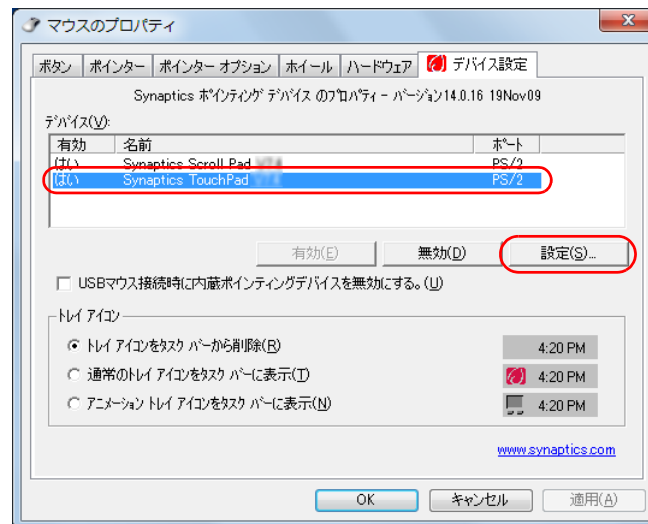 マウスのプロパティ
ボタン ポインター ポインター オプション ホイール ハードウェア デバイス設定
Synaptics ポインティング デバイス のプロパティ - バージョン14.0.16 19Nov09
デバイス(V):
有効 名前 ポート
はい Synaptics Scroll Pad PS/2
はい Synaptics TouchPad PS/2
有効(E) 無効(D) 設定(S)...
USBマウス接続時に内蔵ポインティングデバイスを無効にする。(U)
トレイ アイコン
トレイ アイコンをタスク バーから削除(R) 4:20 PM
通常のトレイ アイコンをタスク バーに表示(T) 4:20 PM
アニメーション トレイ アイコンをタスク バーに表示(N) 4:20 PM
www.synaptics.com
OK キャンセル 適用(A)